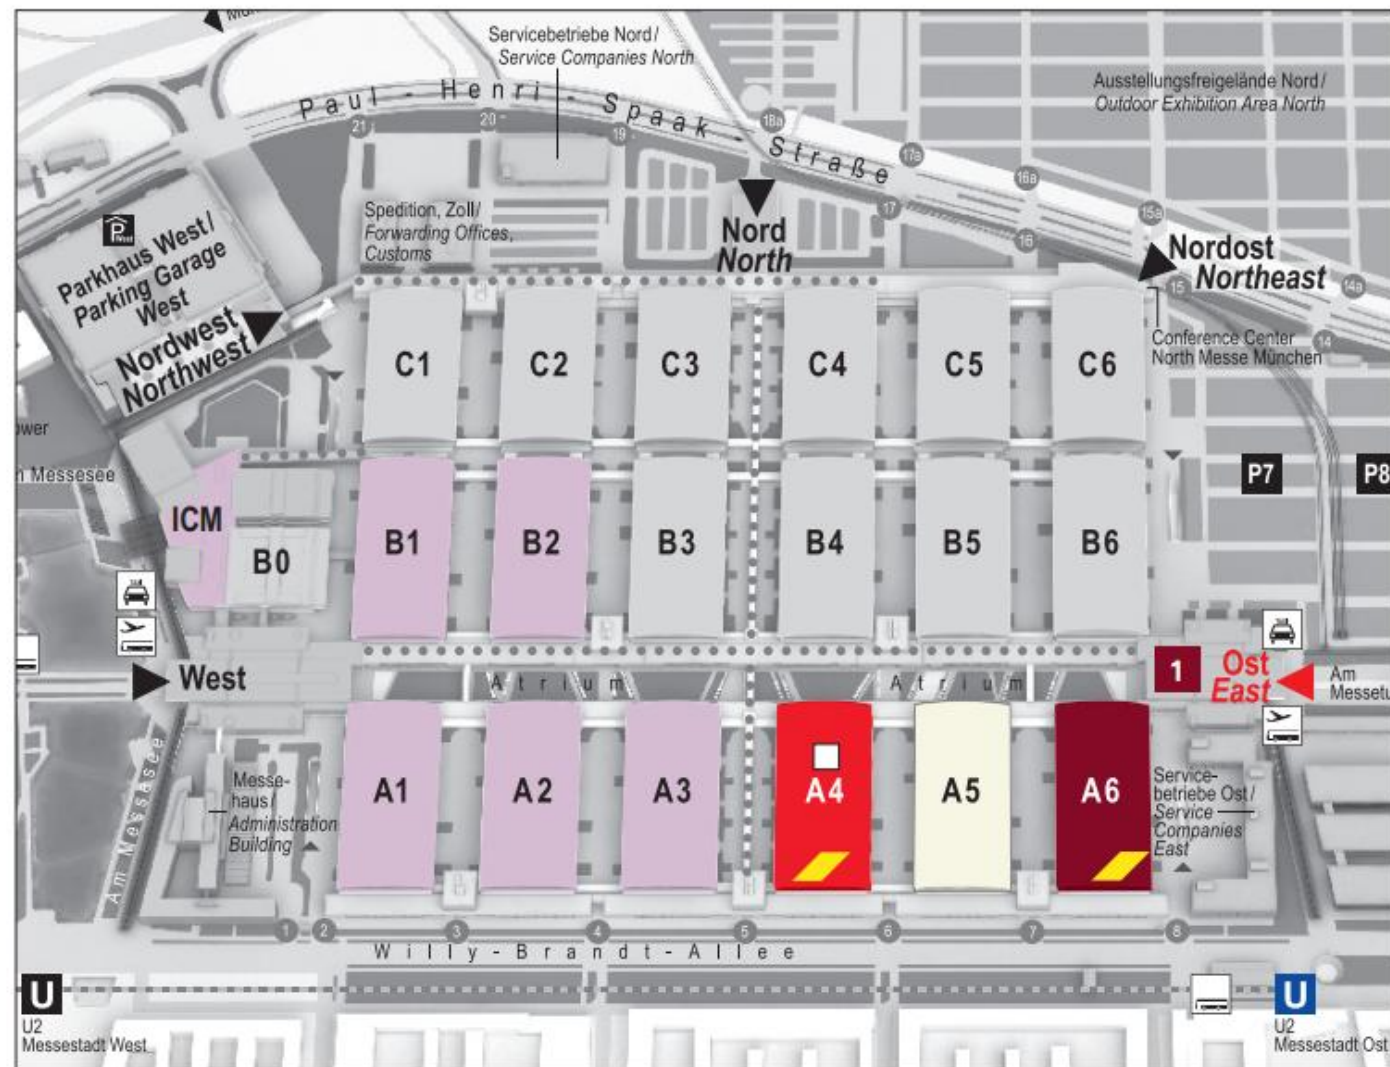 Servicebetriebe Nord /
Service Companies North
Ausstellungsfreigelände Nord /
Outdoor Exhibition Area North
Paul - Henri - Spaak - Straße
21
20
19
18a
17a
16a
15a
14a
17
16
15
14
Spedition, Zoll/
Forwarding Offices,
Customs
Nord
North
Nordost
Northeast
P
West
Parkhaus West /
Parking Garage
West
Nordwest
Northwest
Conference Center
North Messe München
C1
C2
C3
C4
C5
C6
ower
Messesee
P7
P8
ICM
B0
B1
B2
B3
B4
B5
B6
West
Atrium
Atrium
1
Ost
East
Am
Messetu
Am Messesee
Messe-
haus /
Administration
Building
A1
A2
A3
A4
A5
A6
Service-
betriebe Ost /
Service
Companies
East
1
2
3
4
5
6
7
8
Willy-Brandt-Allee
U
U2
Messestadt West
U
U2
Messestadt Ost